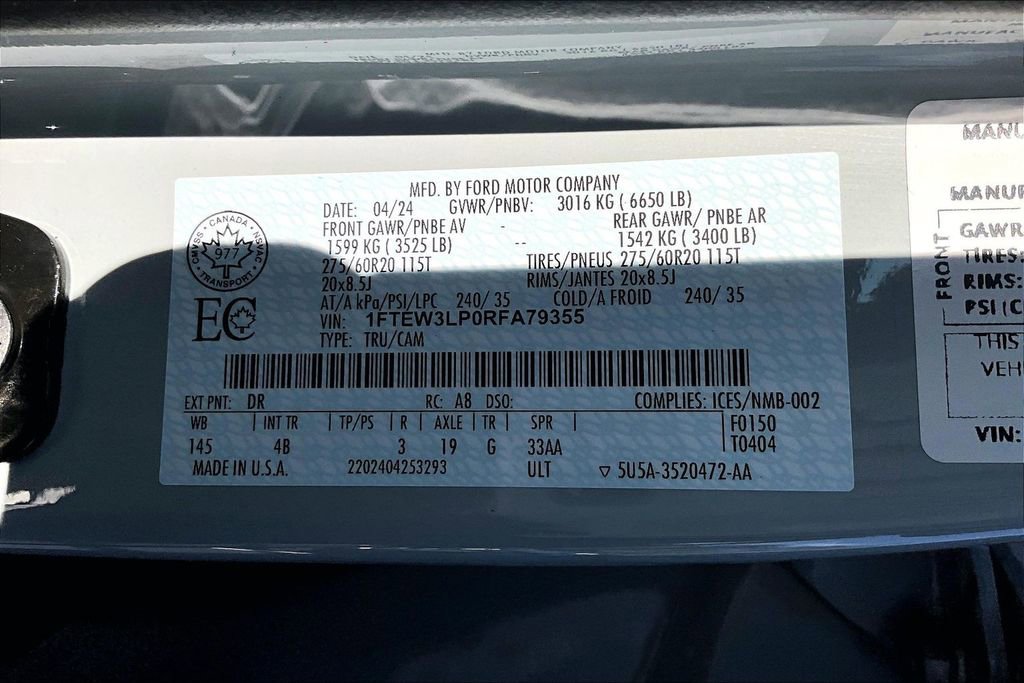 MFD. BY FORD MOTOR COMPANY
DATE: 04/24 GVWR/PNBV: 3016 KG ( 6650 LB)
FRONT GAWR/PNBE AV - REAR GAWR/ PNBE AR
1599 KG ( 3525 LB) -- 1542 KG ( 3400 LB)
275/60R20 115T TIRES/PNEUS 275/60R20 115T
20x8.5J RIMS/JANTES 20x8.5J
AT/A kPa/PSI/LPC 240/ 35 COLD/A FROID 240/ 35
VIN: 1FTEW3LP0RFA79355
TYPE: TRU/CAM
CANADA
CMVSS NSVAC
977
TRANSPORT
EC
EXT PNT: DR RC: A8 DSO: COMPLIES: ICES/NMB-002
WB | INT TR | TP/PS | R | AXLE | TR | SPR | F0150
145 4B 3 19 G 33AA T0404
MADE IN U.S.A. 2202404253293 ULT ▽ 5U5A-3520472-AA
MANU
MANUF
FRONT
GAWR
TIRES:
RIMS:
PSI (C
THIS
VEH
VIN: